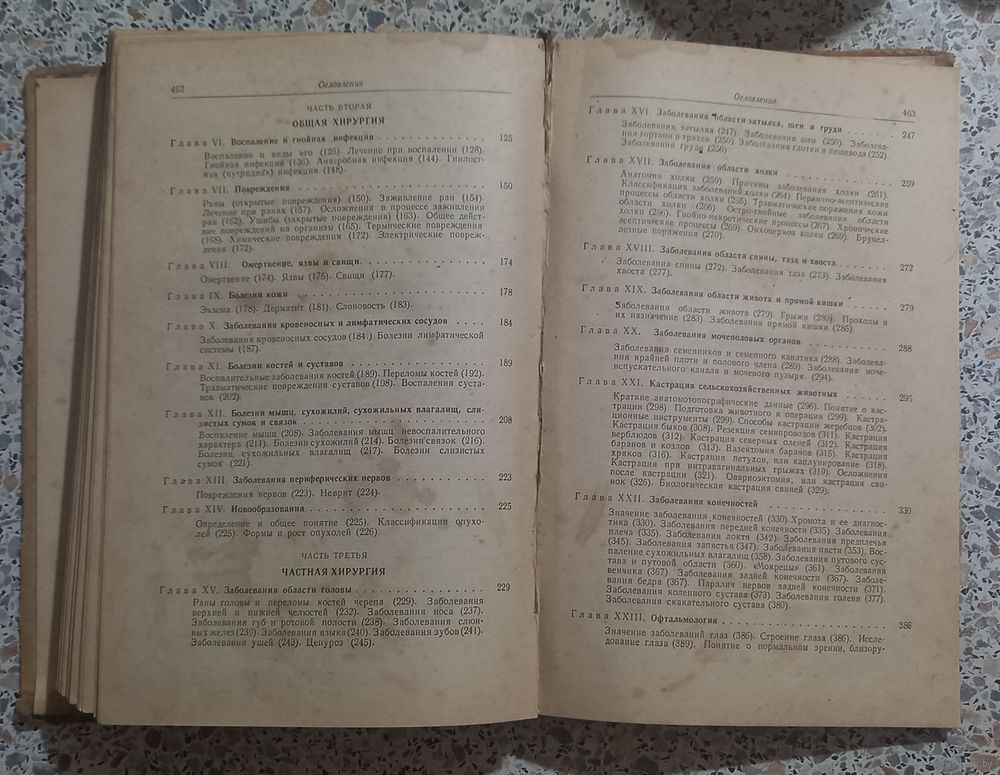 462
Оглавление
ЧАСТЬ ВТОРАЯ
ОБЩАЯ ХИРУРГИЯ
Глава VI. Воспаление и гнойная инфекция . . . . . . . . . . . . . 125
Воспаление и виды его (125). Лечение при воспалении (128).
Гнойная инфекция (136). Анаэробная инфекция (144). Гнилост-
ная (путридная) инфекция (148).
Глава VII. Повреждения . . . . . . . . . . . . . . . . . . . . . . 150
Раны (открытые повреждения) (150). Заживление ран (154).
Лечение при ранах (157). Осложнения в процессе заживления
ран (162). Ушибы (закрытые повреждения) (163). Общее дейст-
вие повреждений на организм (165). Термические повреждения
(168). Химические повреждения (172). Электрические повреж-
дения (172).
Глава VIII. Омертвение, язвы и свищи. . . . . . . . . . . . . . . 174
Омертвение (174). Язвы (175). Свищи (177).
Глава IX. Болезни кожи . . . . . . . . . . . . . . . . . . . . . . 178
Экзема (178). Дерматит (181). Слоновость (183).
Глава X. Заболевания кровеносных и лимфатических сосудов . . . . 184
Заболевания кровеносных сосудов (184.) Болезни лимфатической
системы (187).
Глава XI. Болезни костей и суставов . . . . . . . . . . . . . . . 189
Воспалительные заболевания костей (189). Переломы костей (192).
Травматические повреждения суставов (198). Воспаления суста-
вов (202).
Глава XII. Болезни мышц, сухожилий, сухожильных влагалищ, сли-
зистых сумок и связок . . . . . . . . . . . . . . . . . . . . . . 208
Воспаление мышц (208). Заболевания мышц невоспалительного
характера (211). Болезни сухожилий (214). Болезни связок (216).
Болезни сухожильных влагалищ (217). Болезни слизистых
сумок (221).
Глава XIII. Заболевания периферических нервов . . . . . . . . . . 223
Повреждения нервов (223). Неврит (224).
Глава XIV. Новообразования . . . . . . . . . . . . . . . . . . . . 225
Определение и общее понятие (225). Классификация опухо-
лей (225). Формы и рост опухолей (226).
ЧАСТЬ ТРЕТЬЯ
ЧАСТНАЯ ХИРУРГИЯ
Глава XV. Заболевания области головы . . . . . . . . . . . . . . . 229
Раны головы и переломы костей черепа (229). Заболевания
верхней и нижней челюстей (232). Заболевания носа (237).
Заболевания губ и ротовой полости (238). Заболевания слюн-
ных желез (239). Заболевания языка (240). Заболевания зубов (241).
Заболевания ушей (243). Ценуроз (245).
Оглавление
463
Глава XVI. Заболевания области затылка, шеи и груди . . . . . . . 247
Заболевания затылка (247). Заболевания шеи (250). Заболева-
ния гортани и трахеи (250). Заболевания глотки и пищевода (252).
Заболевания груди (256).
Глава XVII. Заболевания области холки . . . . . . . . . . . . . . 259
Анатомия холки (259). Причины заболевания холки (261).
Классификация заболеваний холки (264). Первично-асептические
процессы области холки (265). Травматические поражения кожи
области холки (266). Остро-гнойные заболевания области
холки (266). Гнойно-некротические процессы (267). Хронические
асептические процессы (269). Онхоцеркоз холки (269). Бруцел-
лезные поражения (270).
Глава XVIII. Заболевания области спины, таза и хвоста . . . . . . 272
Заболевания спины (272). Заболевания таза (273). Заболевания
хвоста (277).
Глава XIX. Заболевания области живота и прямой кишки . . . . . . 279
Заболевания области живота (279). Грыжи (280). Проколы и
их назначение (283). Заболевания прямой кишки (286).
Глава XX. Заболевания мочеполовых органов. . . . . . . . . . . . 288
Заболевания семенников и семенного канатика (288). Заболева-
ния крайней плоти и полового члена (289). Заболевания моче-
испускательного канала и мочевого пузыря. (294).
Глава XXI. Кастрация сельскохозяйственных животных . . . . . . . 295
Краткие анатомотопографические данные (296). Понятие о кас-
трации (298). Подготовка животного к операции (299). Кастра-
ционные инструменты (299). Способы кастрации жеребцов (302).
Кастрация быков (308). Резекция семяпроводов (311). Кастрация
верблюдов (312). Кастрация северных оленей (312). Кастрация
баранов и козлов (313). Вазектомия баранов (315). Кастрация
хряков (316). Кастрация петухов, или каплунирование (318).
Кастрация при интравагинальных грыжах (319). Осложнения
после кастрации (321). Овариоэктомия, или кастрация сви-
нок (326). Биологическая кастрация свиней (329).
Глава XXII. Заболевания конечностей . . . . . . . . . . . . . . . 330
Значение заболевания конечностей (330). Хромота и ее диагнос-
тика (330). Заболевания передней конечности (335). Заболевания
плеча (335). Заболевания локтя (342). Заболевания предплечья
(345). Заболевания запястья (347). Заболевания пясти (353). Вос-
паление сухожильных влагалищ (358). Заболевания путового сус-
тава и путовой области (360). «Мокрецы» (361). Заболевания
венчика (367). Заболевания задней конечности (367). Заболе-
вания бедра (367). Паралич нервов задней конечности (371).
Заболевания коленного сустава (373). Заболевания голени (377).
Заболевания скакательного сустава (380).
Глава XXIII. Офтальмология . . . . . . . . . . . . . . . . . . . . 386
Значение заболеваний глаз (386). Строение глаза (386). Иссле-
дование глаза (389). Понятие о нормальном зрении, близору-